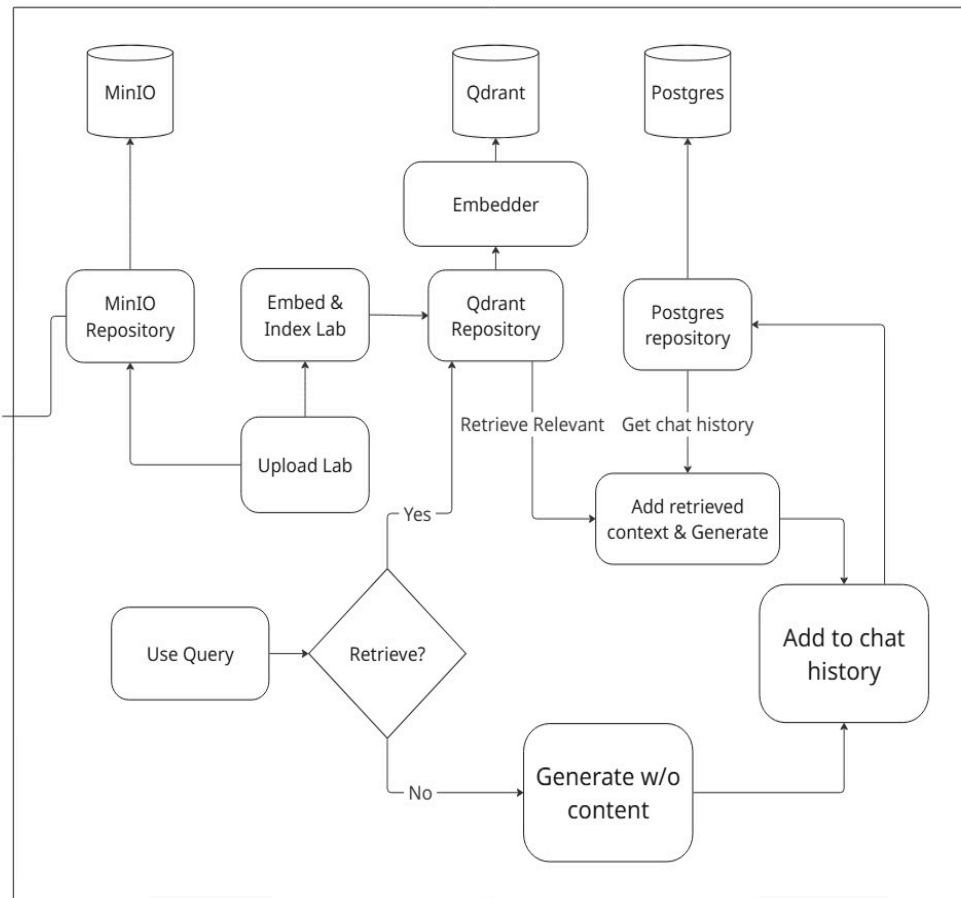 MinIO
Qdrant
Postgres
Embedder
MinIO
Repository
Embed &
Index Lab
Qdrant
Repository
Postgres
repository
Retrieve Relevant
Get chat history
Upload Lab
Yes
Add retrieved
context & Generate
Use Query
Retrieve?
Add to chat
history
No
Generate w/o
content